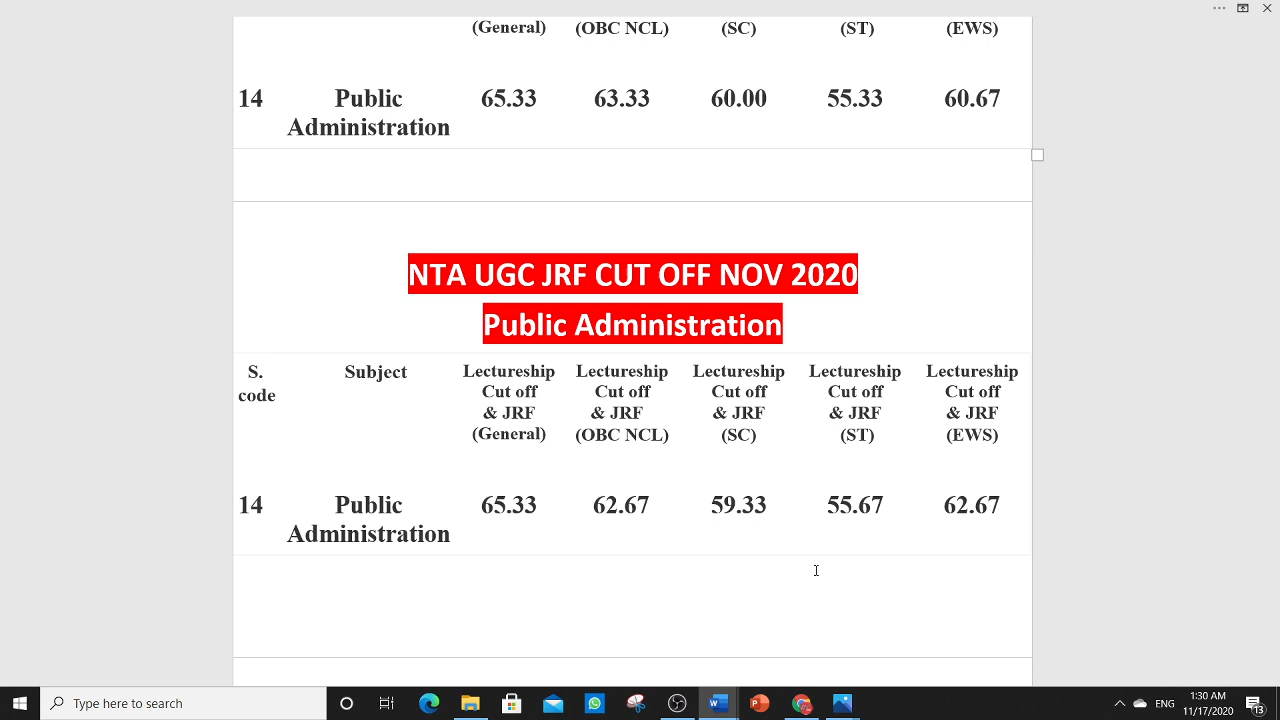 (General) (OBC NCL) (SC) (ST) (EWS)
14 Public 65.33 63.33 60.00 55.33 60.67
Administration
NTA UGC JRF CUT OFF NOV 2020
Public Administration
S. Subject Lectureship Lectureship Lectureship Lectureship Lectureship
code Cut off Cut off Cut off Cut off Cut off
& JRF & JRF & JRF & JRF & JRF
(General) (OBC NCL) (SC) (ST) (EWS)
14 Public 65.33 62.67 59.33 55.67 62.67
Administration
Type here to search
ENG
1:30 AM
11/17/2020
13